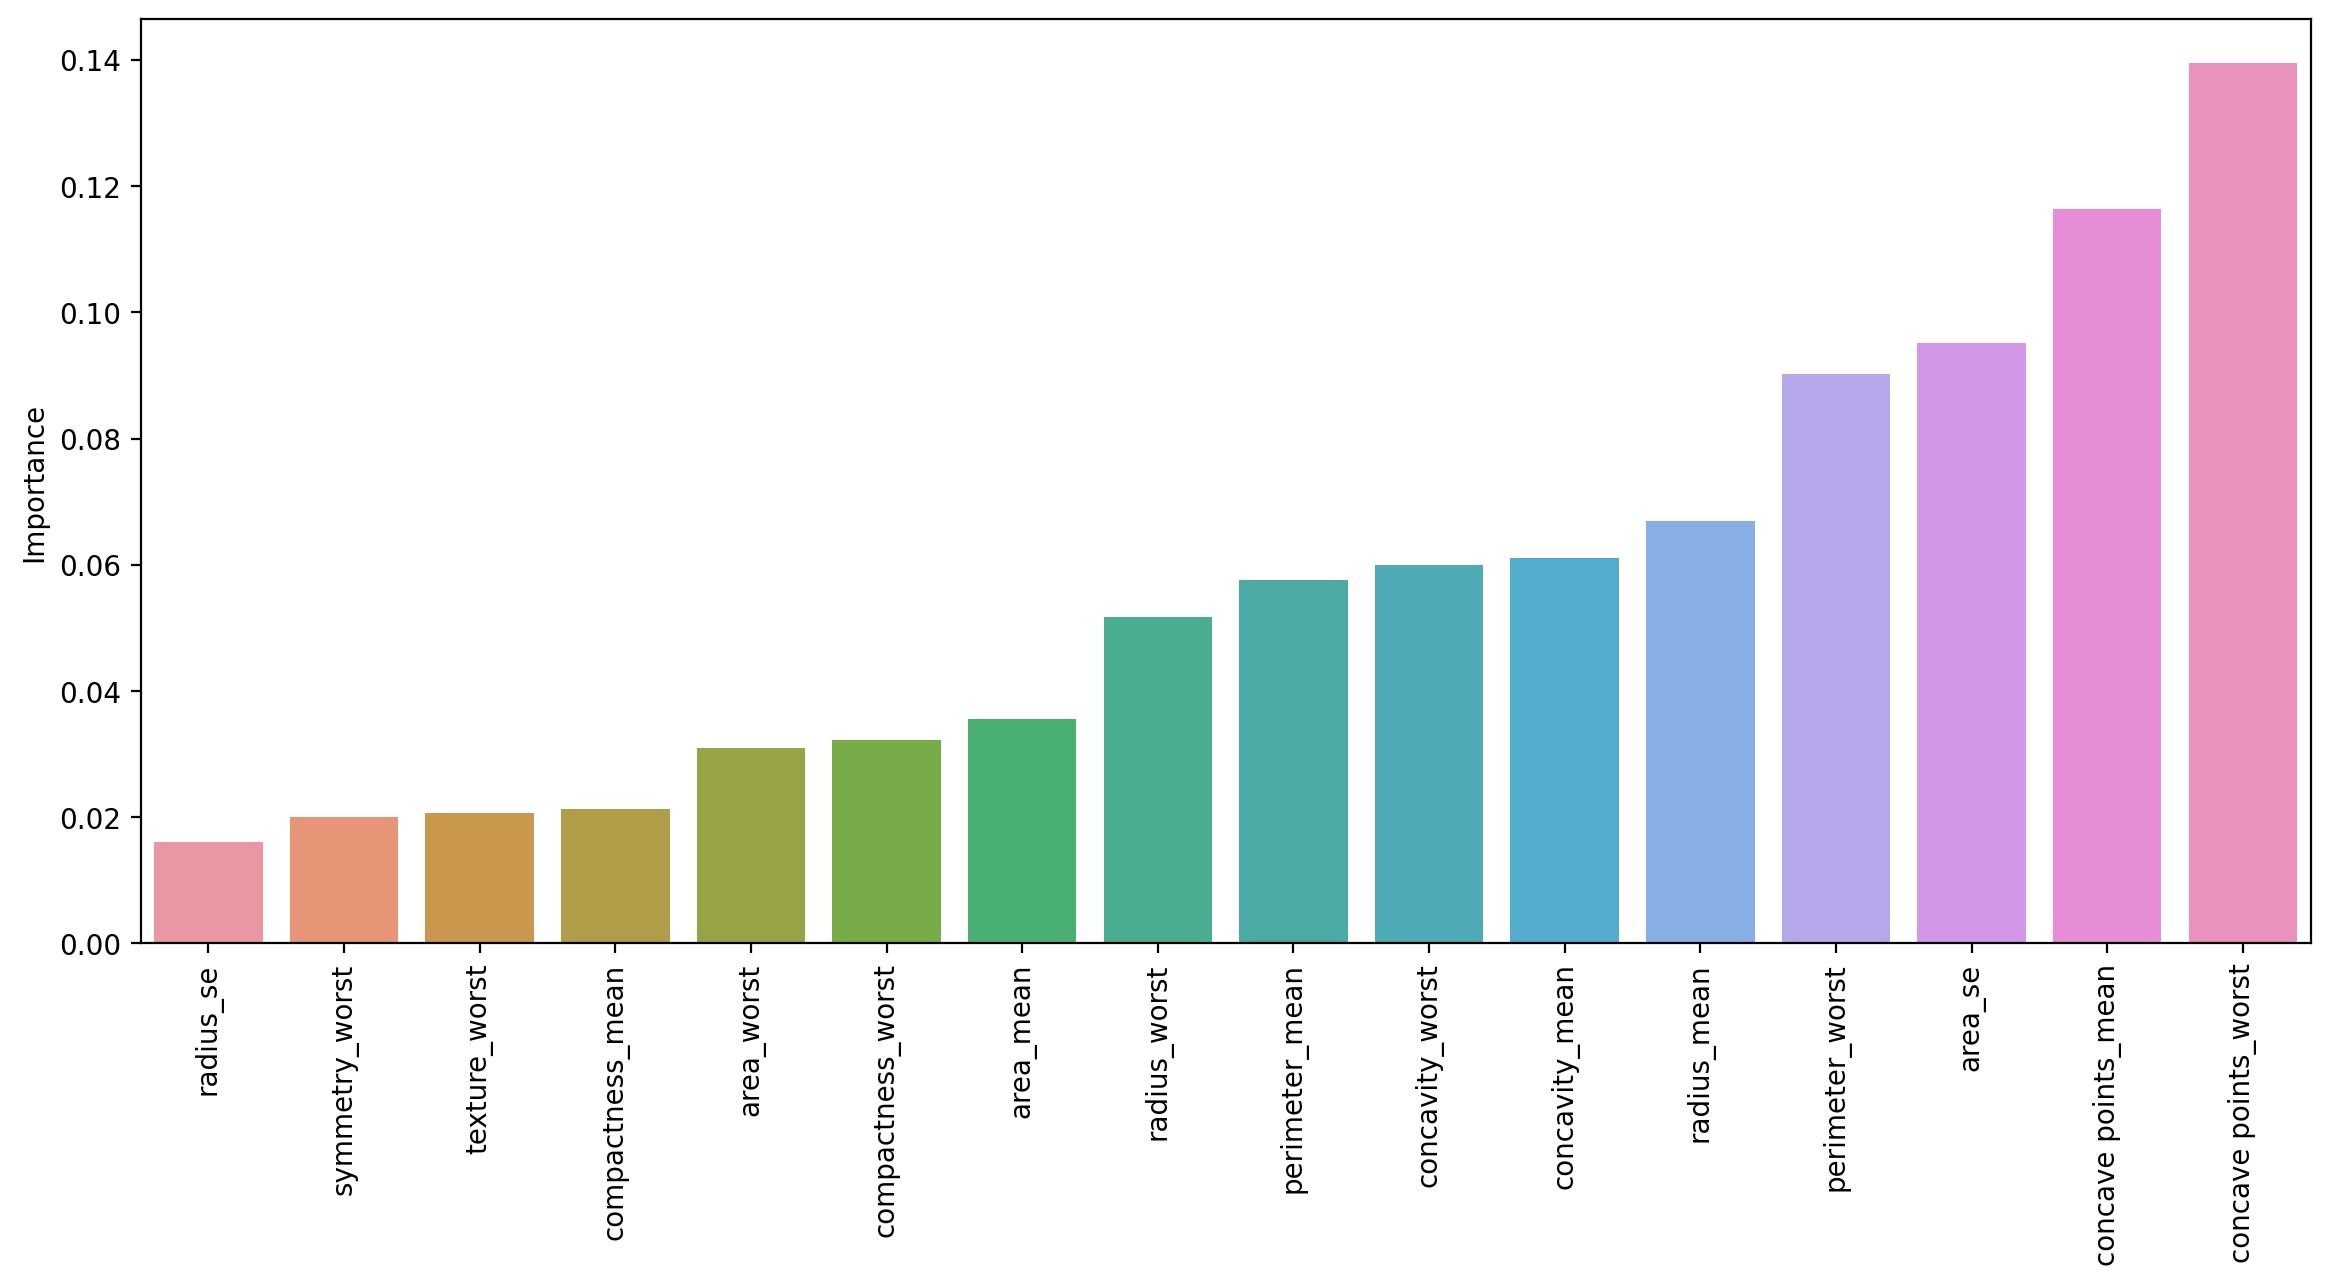 0.14
0.12
0.10
0.08
0.06
0.04
0.02
0.00
Importance
radius_se
symmetry_worst
texture_worst
compactness_mean
area_worst
compactness_worst
area_mean
radius_worst
perimeter_mean
concavity_worst
concavity_mean
radius_mean
perimeter_worst
area_se
concave points_mean
concave points_worst